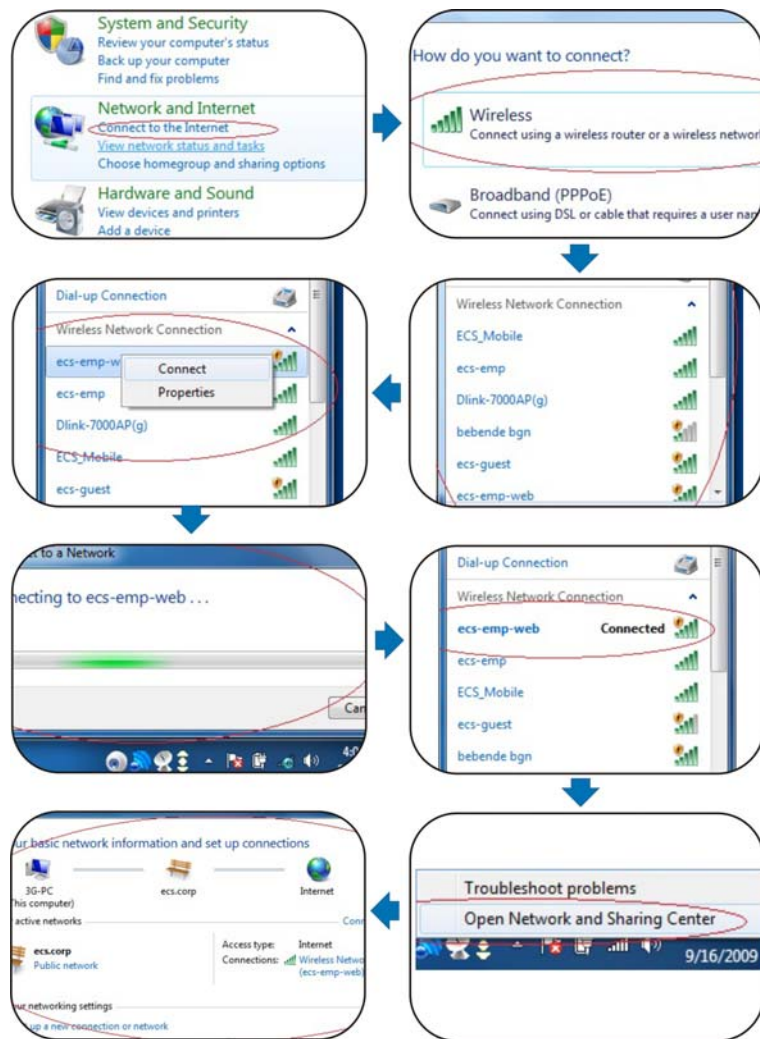 System and Security
Review your computer's status
Back up your computer
Find and fix problems
Network and Internet
Connect to the Internet
View network status and tasks
Choose homegroup and sharing options
Hardware and Sound
View devices and printers
Add a device
How do you want to connect?
Wireless
Connect using a wireless router or a wireless network
Broadband (PPPoE)
Connect using DSL or cable that requires a user nam
Wireless Network Connection
ECS_Mobile
ecs-emp
Dlink-7000AP(g)
bebende bgn
ecs-guest
ecs-emp-web
Dial-up Connection
Wireless Network Connection
ecs-emp-w
Connect
Properties
ecs-emp
Dlink-7000AP(g)
ECS_Mobile
ecs-guest
ct to a Network
necting to ecs-emp-web . . .
Can
4:0
Dial-up Connection
Wireless Network Connection
ecs-emp-web Connected
ecs-emp
ECS_Mobile
ecs-guest
bebende bgn
Troubleshoot problems
Open Network and Sharing Center
9/16/2009
ur basic network information and set up connections
3G-PC ecs.corp Internet
his computer)
active networks Conn
ecs.corp Access type: Internet
Public network Connections: Wireless Netwo
(ecs-emp-web)
ur networking settings
up a new connection or network